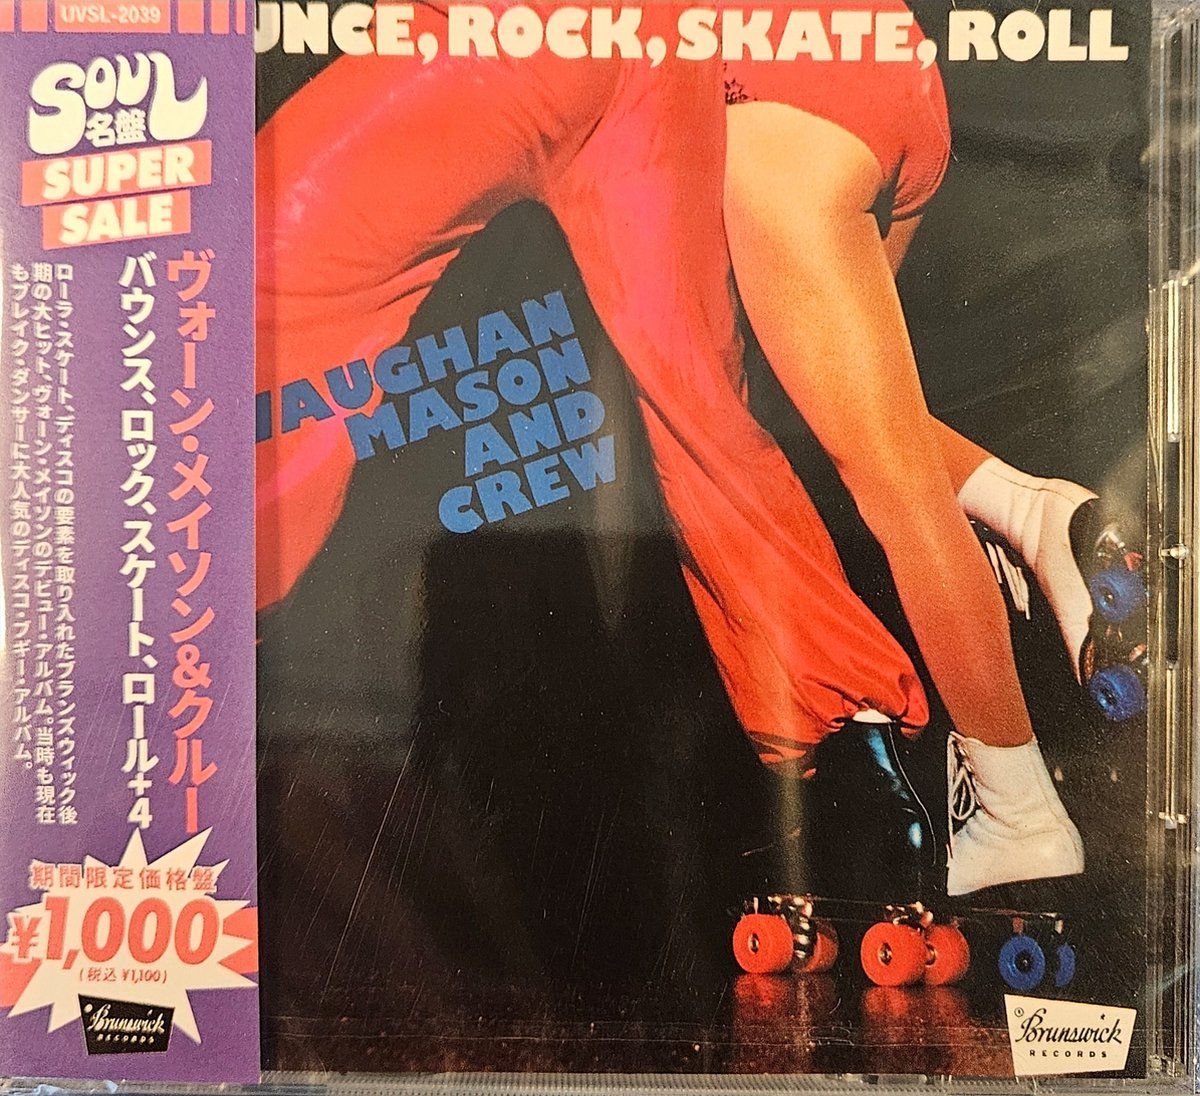 UVSL-2039
SOUL
名盤
SUPER
SALE
ヴォーン・メイソン&クルー
バウンス、ロック、スケート、ロール+4
ローラ・スケート、ディスコの要素を取り入れたブランズウィック後
期の大ヒット、ヴォーン・メイソンのデビュー・アルバム。当時も現在
もブレイク・ダンサーに大人気のディスコ・ブギー・アルバム。
期間限定価格盤
¥1,000
(税込 ¥1,100)
Brunswick
RECORDS
UNCE, ROCK, SKATE, ROLL
VAUGHAN
MASON
AND
CREW
Brunswick
RECORDS